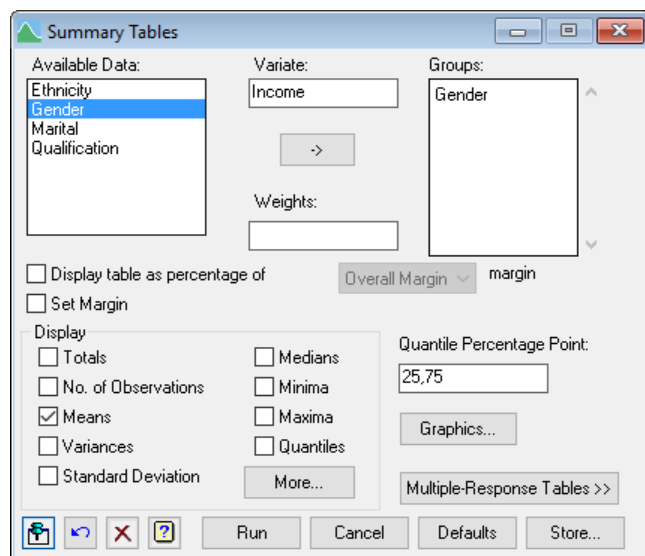 Summary Tables
Available Data:
Variate:
Groups:
Ethnicity
Gender
Marital
Qualification
Income
Gender
->
Weights:
Display table as percentage of
Overall Margin
margin
Set Margin
Display
Totals
Medians
No. of Observations
Minima
Means
Maxima
Variances
Quantiles
Standard Deviation
More...
Quantile Percentage Point:
25,75
Graphics...
Multiple-Response Tables >>
?
Run
Cancel
Defaults
Store...